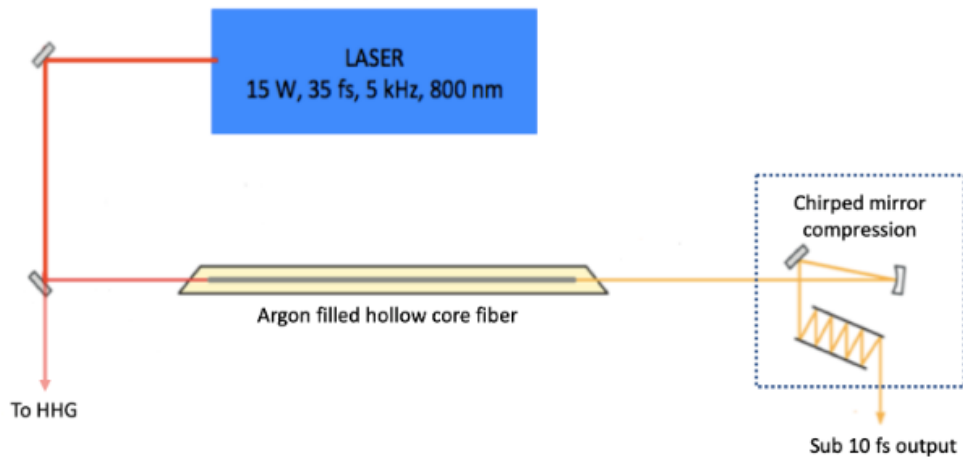 LASER
15 W, 35 fs, 5 kHz, 800 nm
Chirped mirror
compression
Argon filled hollow core fiber
To HHG
Sub 10 fs output